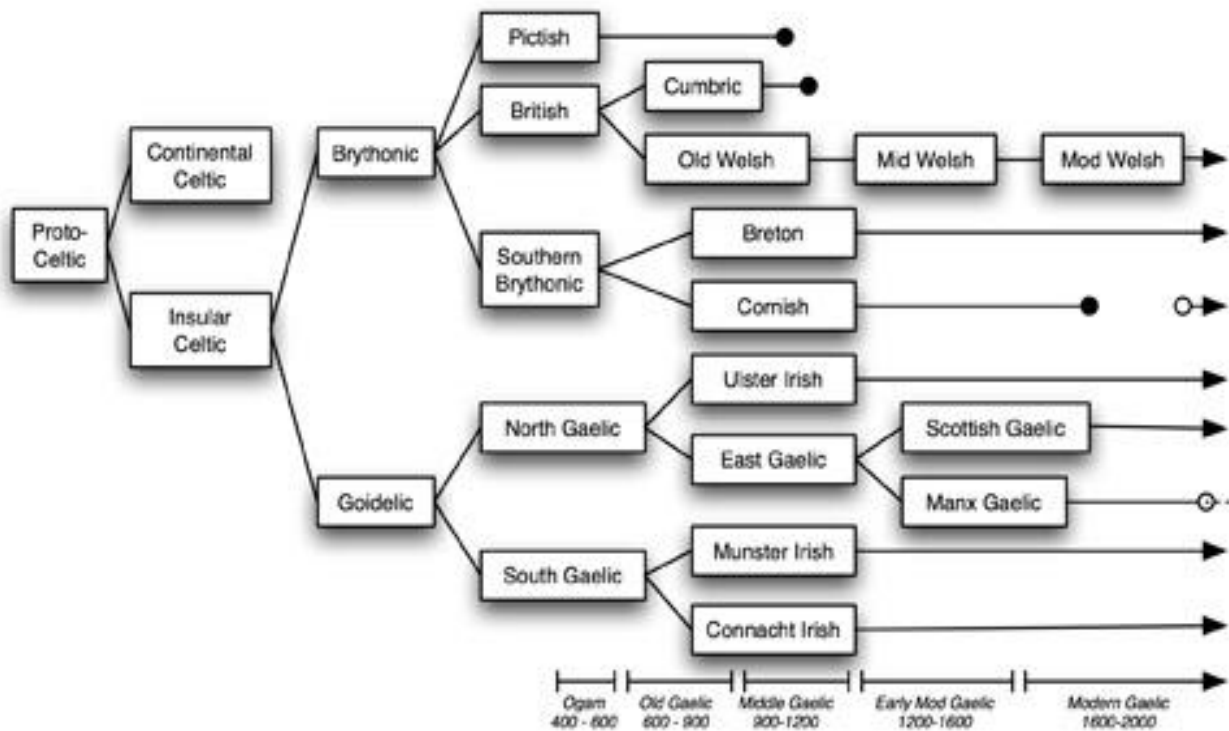 Pictish
Cumbric
British
Continental
Celtic
Brythonic
Old Welsh
Mid Welsh
Mod Welsh
Proto-
Celtic
Breton
Southern
Brythonic
Insular
Celtic
Cornish
Ulster Irish
North Gaelic
Scottish Gaelic
East Gaelic
Goidelic
Manx Gaelic
Munster Irish
South Gaelic
Connacht Irish
Ogam
400 - 600
Old Gaelic
600 - 900
Middle Gaelic
900-1200
Early Mod Gaelic
1200-1600
Modern Gaelic
1600-2000